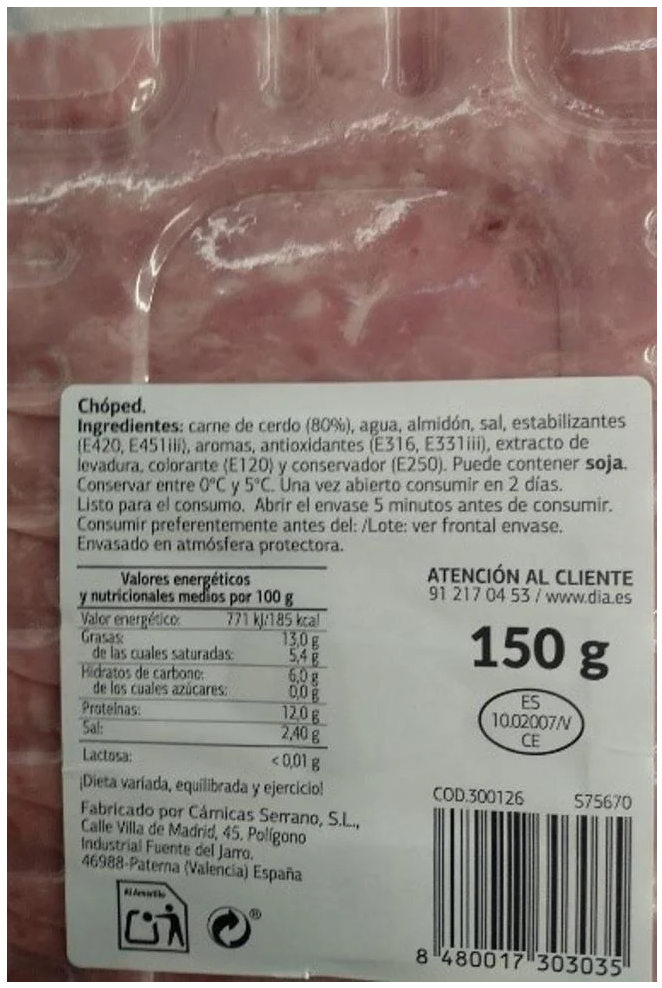 Chóped.
Ingredientes: carne de cerdo (80%), agua, almidón, sal, estabilizantes
(E420, E451iii), aromas, antioxidantes (E316, E331iii), extracto de
levadura, colorante (E120) y conservador (E250). Puede contener soja.
Conservar entre 0°C y 5°C. Una vez abierto consumir en 2 días.
Listo para el consumo. Abrir el envase 5 minutos antes de consumir.
Consumir preferentemente antes del: /Lote: ver frontal envase.
Envasado en atmósfera protectora.
Valores energéticos
y nutricionales medios por 100 g
Valor energético: 771 kJ/185 kcal
Grasas: 13,0 g
de las cuales saturadas: 5,4 g
Hidratos de carbono: 6,0 g
de los cuales azúcares: 0,0 g
Proteínas: 12,0 g
Sal: 2,40 g
Lactosa: < 0,01 g
¡Dieta variada, equilibrada y ejercicio!
Fabricado por Cárnicas Serrano, S.L.,
Calle Villa de Madrid, 45, Polígono
Industrial Fuente del Jarro.
46988-Paterna (Valencia) España
Al Amarillo
®
ATENCIÓN AL CLIENTE
91 217 04 53 / www.dia.es
150 g
ES
10.02007/V
CE
COD.300126 S75670
8 480017 303035